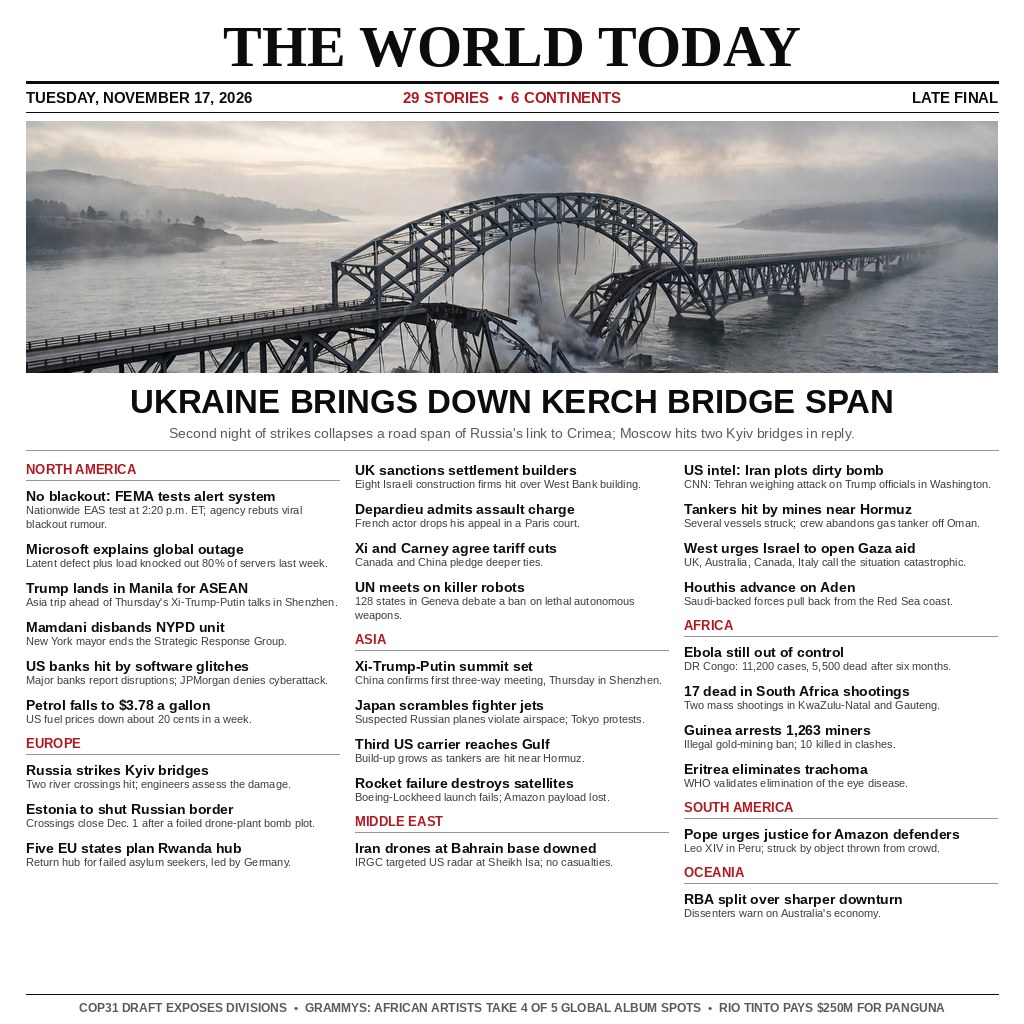 THE WORLD TODAY
TUESDAY, NOVEMBER 17, 2026
29 STORIES • 6 CONTINENTS
LATE FINAL
UKRAINE BRINGS DOWN KERCH BRIDGE SPAN
Second night of strikes collapses a road span of Russia's link to Crimea; Moscow hits two Kyiv bridges in reply.
NORTH AMERICA
No blackout: FEMA tests alert system
Nationwide EAS test at 2:20 p.m. ET; agency rebuts viral
blackout rumour.
Microsoft explains global outage
Latent defect plus load knocked out 80% of servers last week.
Trump lands in Manila for ASEAN
Asia trip ahead of Thursday's Xi-Trump-Putin talks in Shenzhen.
Mamdani disbands NYPD unit
New York mayor ends the Strategic Response Group.
US banks hit by software glitches
Major banks report disruptions; JPMorgan denies cyberattack.
Petrol falls to $3.78 a gallon
US fuel prices down about 20 cents in a week.
EUROPE
Russia strikes Kyiv bridges
Two river crossings hit; engineers assess the damage.
Estonia to shut Russian border
Crossings close Dec. 1 after a foiled drone-plant bomb plot.
Five EU states plan Rwanda hub
Return hub for failed asylum seekers, led by Germany.
UK sanctions settlement builders
Eight Israeli construction firms hit over West Bank building.
Depardieu admits assault charge
French actor drops his appeal in a Paris court.
Xi and Carney agree tariff cuts
Canada and China pledge deeper ties.
UN meets on killer robots
128 states in Geneva debate a ban on lethal autonomous
weapons.
ASIA
Xi-Trump-Putin summit set
China confirms first three-way meeting, Thursday in Shenzhen.
Japan scrambles fighter jets
Suspected Russian planes violate airspace; Tokyo protests.
Third US carrier reaches Gulf
Build-up grows as tankers are hit near Hormuz.
Rocket failure destroys satellites
Boeing-Lockheed launch fails; Amazon payload lost.
MIDDLE EAST
Iran drones at Bahrain base downed
IRGC targeted US radar at Sheikh Isa; no casualties.
US intel: Iran plots dirty bomb
CNN: Tehran weighing attack on Trump officials in Washington.
Tankers hit by mines near Hormuz
Several vessels struck; crew abandons gas tanker off Oman.
West urges Israel to open Gaza aid
UK, Australia, Canada, Italy call the situation catastrophic.
Houthis advance on Aden
Saudi-backed forces pull back from the Red Sea coast.
AFRICA
Ebola still out of control
DR Congo: 11,200 cases, 5,500 dead after six months.
17 dead in South Africa shootings
Two mass shootings in KwaZulu-Natal and Gauteng.
Guinea arrests 1,263 miners
Illegal gold-mining ban; 10 killed in clashes.
Eritrea eliminates trachoma
WHO validates elimination of the eye disease.
SOUTH AMERICA
Pope urges justice for Amazon defenders
Leo XIV in Peru; struck by object thrown from crowd.
OCEANIA
RBA split over sharper downturn
Dissenters warn on Australia's economy.
COP31 DRAFT EXPOSES DIVISIONS • GRAMMYS: AFRICAN ARTISTS TAKE 4 OF 5 GLOBAL ALBUM SPOTS • RIO TINTO PAYS $250M FOR PANGUNA